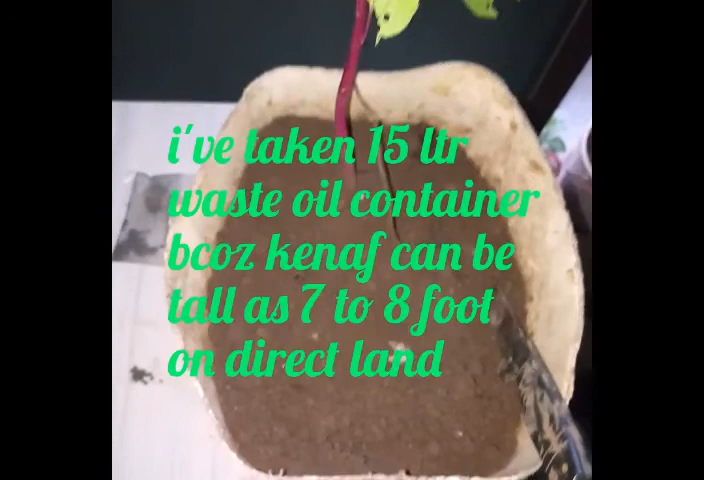 i've taken 15 ltr
waste oil container
bcoz kenaf can be
tall as 7 to 8 foot
on direct land